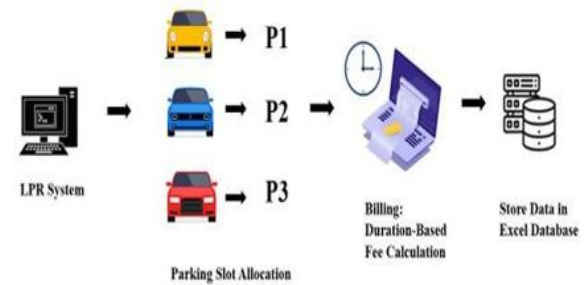 P1
P2
P3
LPR System
Billing:
Duration-Based
Fee Calculation
Store Data in
Excel Database
Parking Slot Allocation